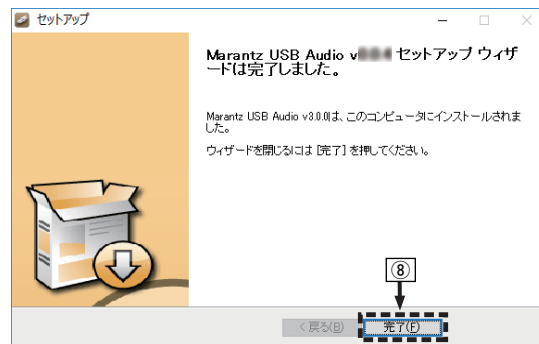 セットアップ
Marantz USB Audio v セットアップ ウィザ
ードは完了しました。
Marantz USB Audio v3.0.0は、このコンピュータにインストールされま
した。
ウィザードを閉じるには [完了] を押してください。
⑧
< 戻る(B)
完了(F)